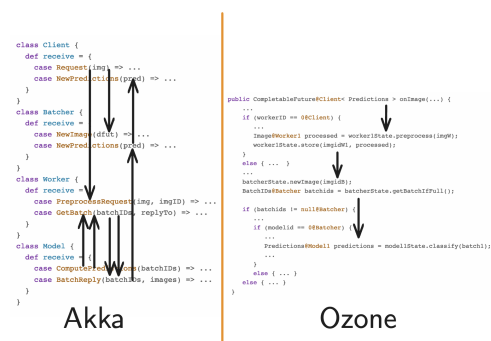 class Client {
def receive = {
case Request(img) => ...
case NewPredictions(pred) => ...
}
}
class Batcher {
def receive = {
case NewImage(dfut) => ...
case NewPredictions(pred) => ...
}
}
class Worker {
def receive = {
case PreprocessRequest(img, imgID) => ...
case GetBatch(batchIDs, replyTo) => ...
}
}
class Model {
def receive = {
case ComputePredictions(batchIDs) => ...
case BatchReply(batchIDs, images) => ...
}
}
Akka
public CompletableFuture@Client< Predictions > onImage(...) {
...
if (workerID == 0@Client) {
...
Image@Worker1 processed = worker1State.preprocess(imgW);
worker1State.store(imgidW1, processed);
}
else { ... }
...
batcherState.newImage(imgidB);
BatchIDs@Batcher batchids = batcherState.getBatchIfFull();
if (batchids != null@Batcher) {
...
if (modelid == 0@Batcher) {
...
Predictions@Model1 predictions = model1State.classify(batch1);
...
}
else { ... }
else { ... }
}
Ozone